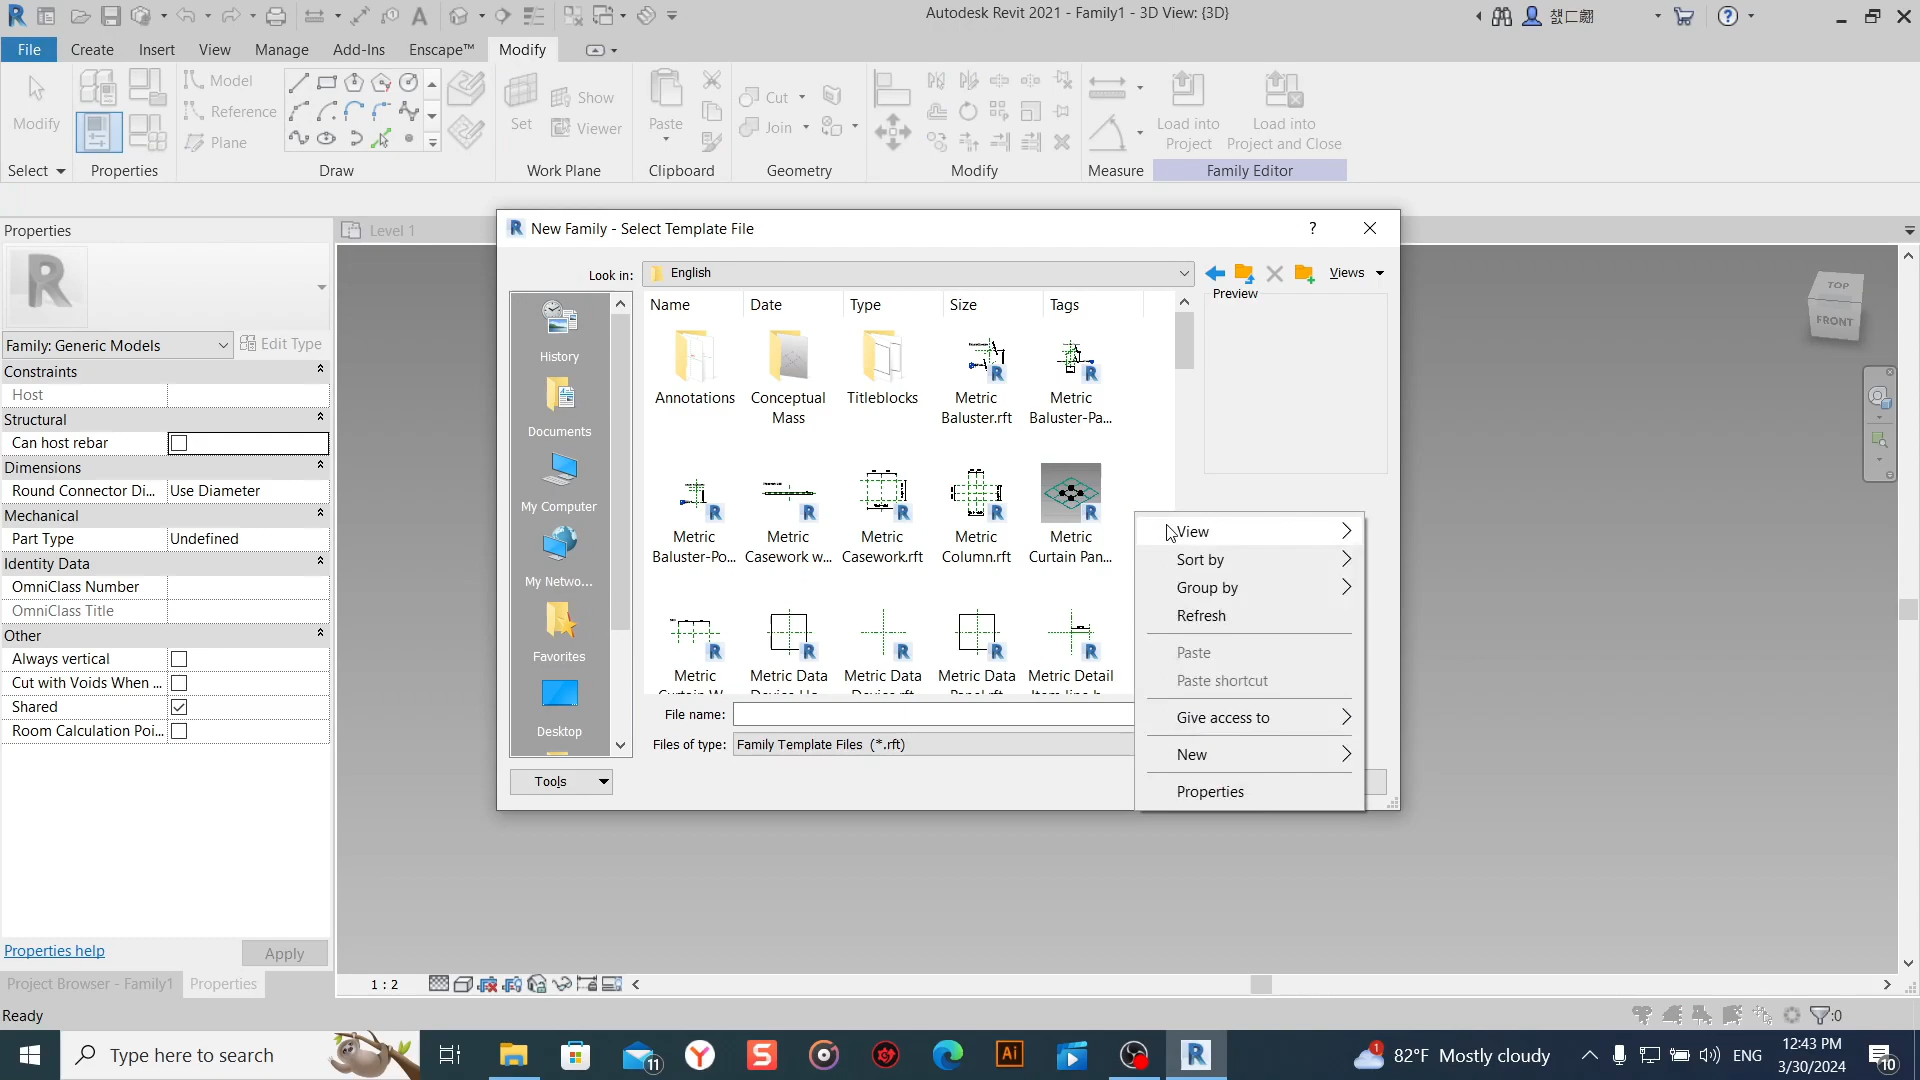 Autodesk Revit 2021 - Family1 - 3D View: {3D}
File Create Insert View Manage Add-Ins Enscape™ Modify
Modify
Model
Reference
Plane
Set
Show
Viewer
Paste
Cut
Join
Load into
Project
Load into
Project and Close
Select Properties Draw Work Plane Clipboard Geometry Modify Measure Family Editor
Properties
Family: Generic Models
Edit Type
Constraints
Host
Structural
Can host rebar
Dimensions
Round Connector Di... Use Diameter
Mechanical
Part Type Undefined
Identity Data
OmniClass Number
OmniClass Title
Other
Always vertical
Cut with Voids When ...
Shared
Room Calculation Poi...
Properties help
Apply
Project Browser - Family1 Properties
Level 1
New Family - Select Template File
?
Look in: English
Views
Preview
History
Documents
My Computer
My Netwo...
Favorites
Desktop
Name Date Type Size Tags
Annotations
Conceptual
Mass
Titleblocks
Metric
Baluster.rft
Metric
Baluster-Pa...
Metric
Baluster-Po...
Metric
Casework w...
Metric
Casework.rft
Metric
Column.rft
Metric
Curtain Pan...
Metric
Metric Data
Metric Data
Metric Data
Metric Detail
File name:
Files of type: Family Template Files (*.rft)
Tools
View
Sort by
Group by
Refresh
Paste
Paste shortcut
Give access to
New
Properties
TOP
FRONT
1 : 2
Ready
:0
Type here to search
11
Ai
1
82°F Mostly cloudy
ENG
12:43 PM
3/30/2024
10